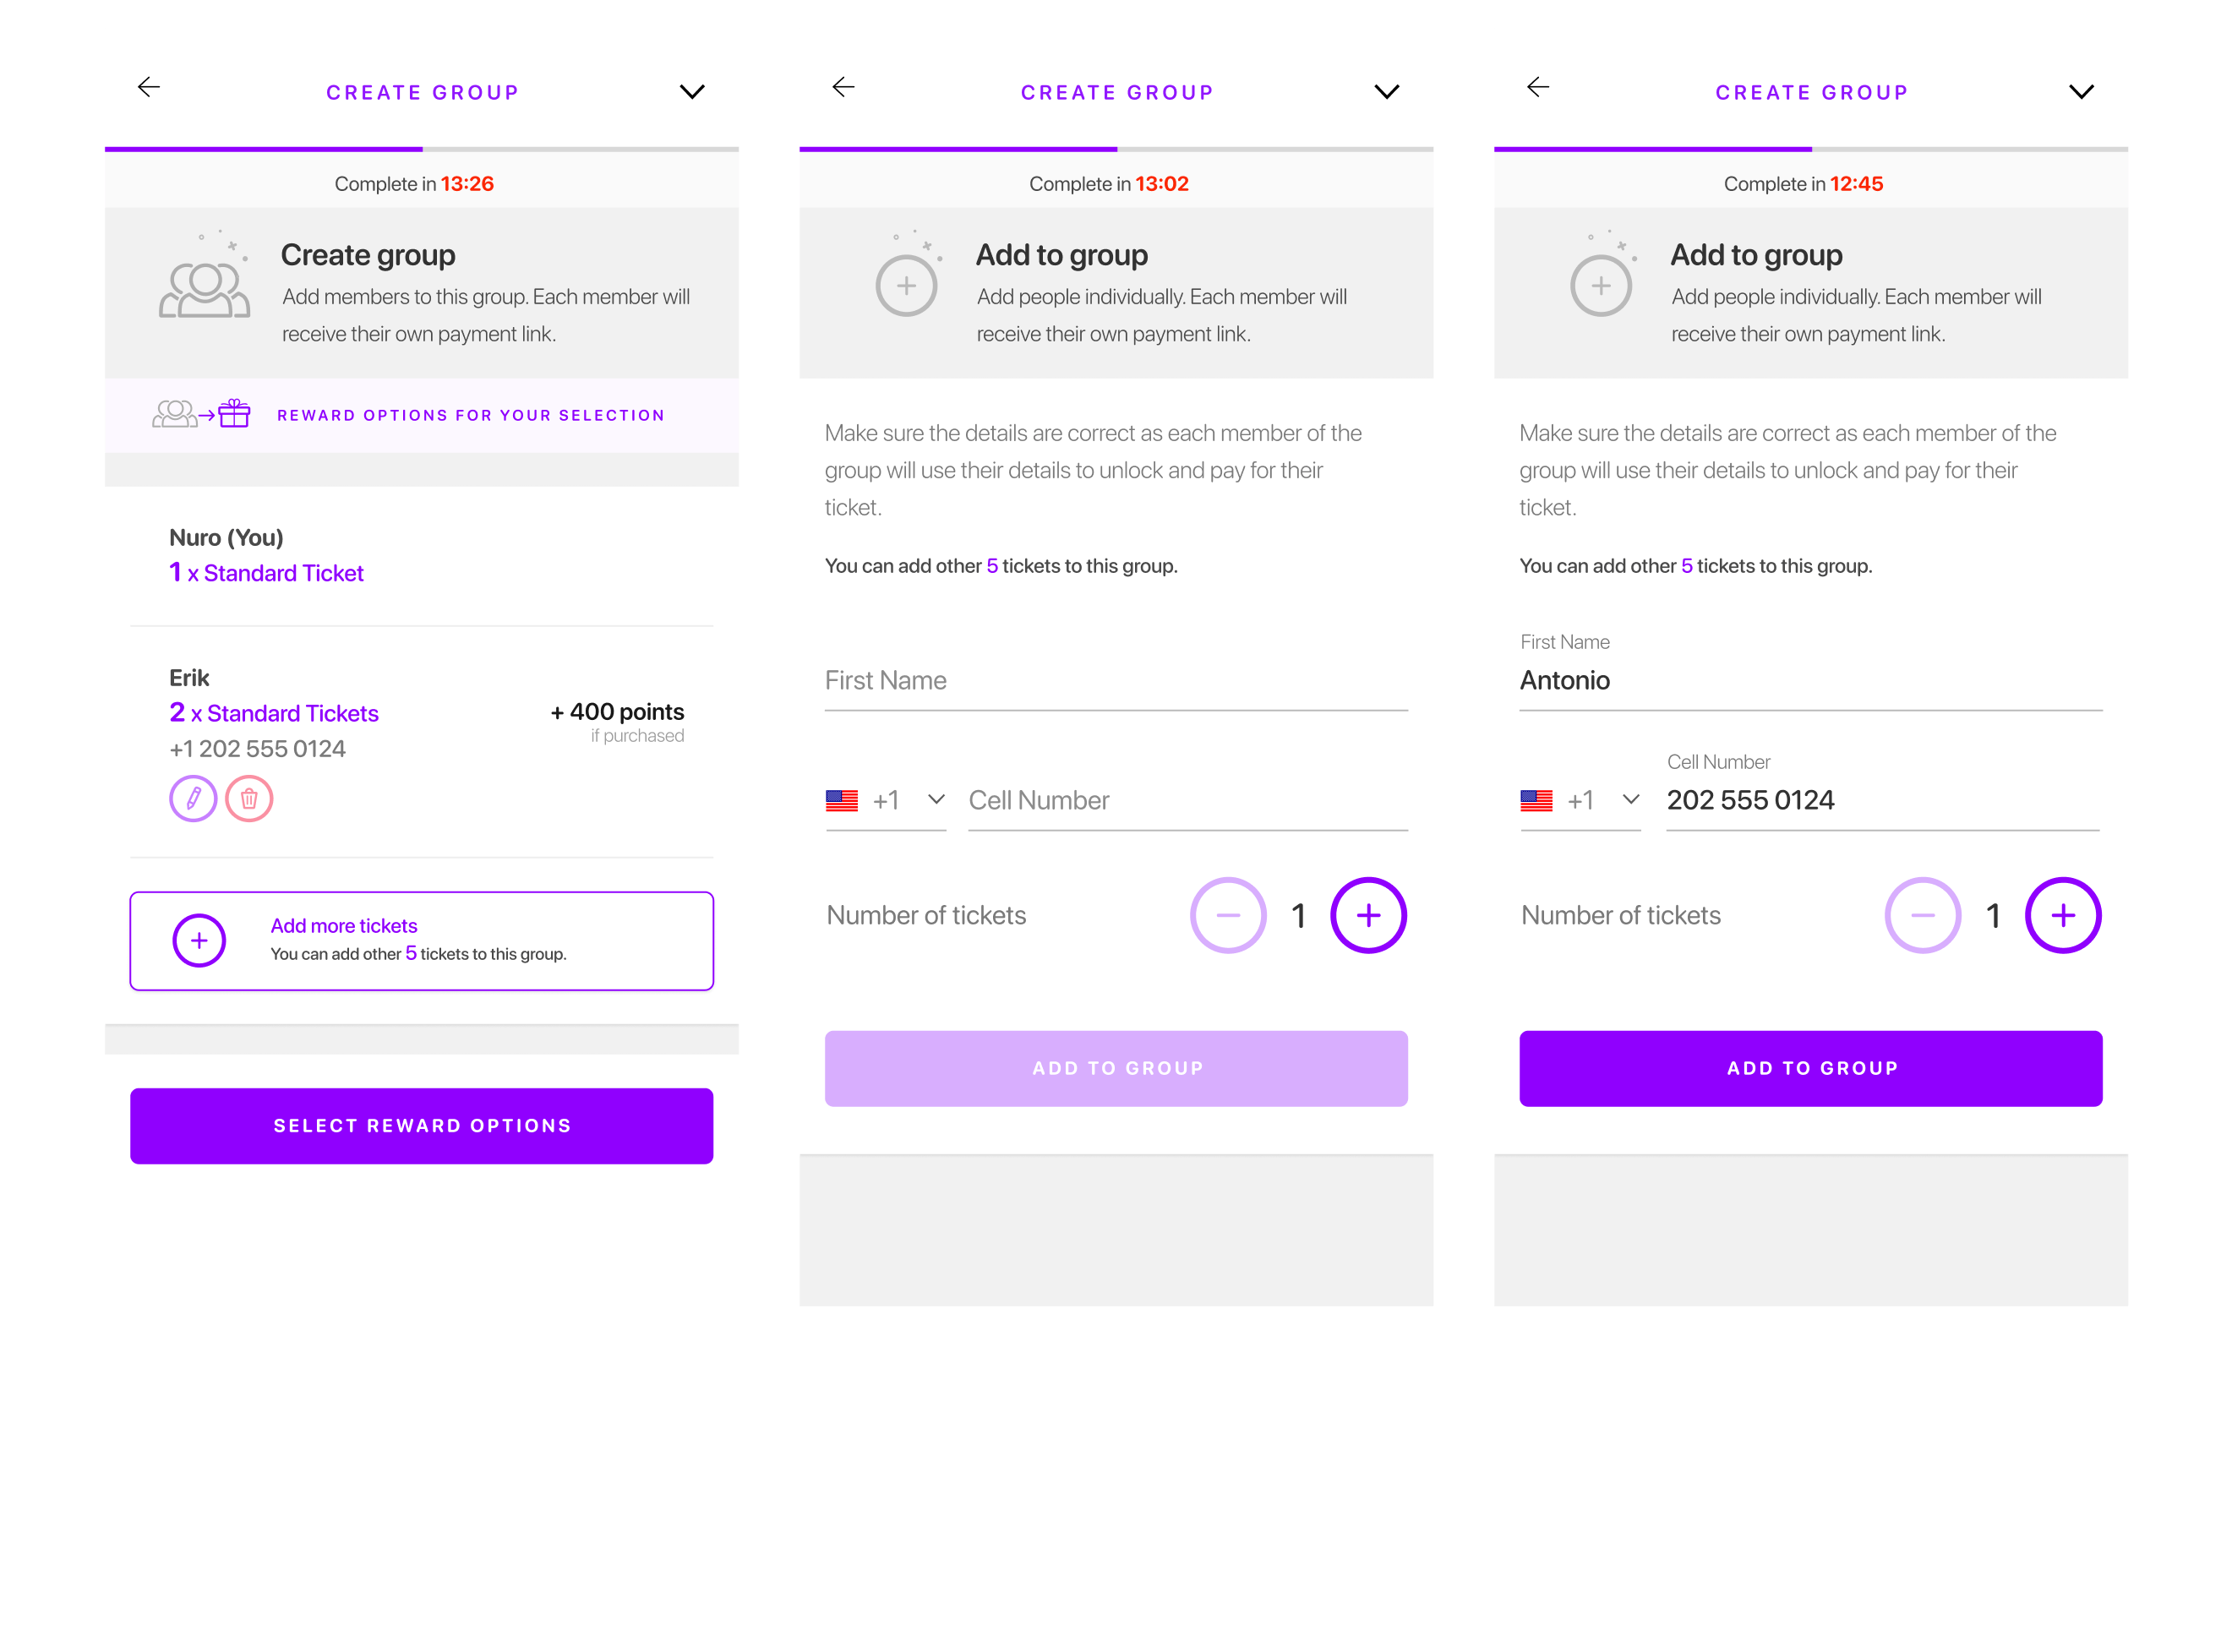 CREATE GROUP
Complete in 13:26
Create group
Add members to this group. Each member will
receive their own payment link.
REWARD OPTIONS FOR YOUR SELECTION
Nuro (You)
1 x Standard Ticket
Erik
2 x Standard Tickets
+1 202 555 0124
+ 400 points
if purchased
Add more tickets
You can add other 5 tickets to this group.
SELECT REWARD OPTIONS
CREATE GROUP
Complete in 13:02
Add to group
Add people individually. Each member will
receive their own payment link.
Make sure the details are correct as each member of the
group will use their details to unlock and pay for their
ticket.
You can add other 5 tickets to this group.
First Name
+1 Cell Number
Number of tickets 1
ADD TO GROUP
CREATE GROUP
Complete in 12:45
Add to group
Add people individually. Each member will
receive their own payment link.
Make sure the details are correct as each member of the
group will use their details to unlock and pay for their
ticket.
You can add other 5 tickets to this group.
First Name
Antonio
Cell Number
+1 202 555 0124
Number of tickets 1
ADD TO GROUP